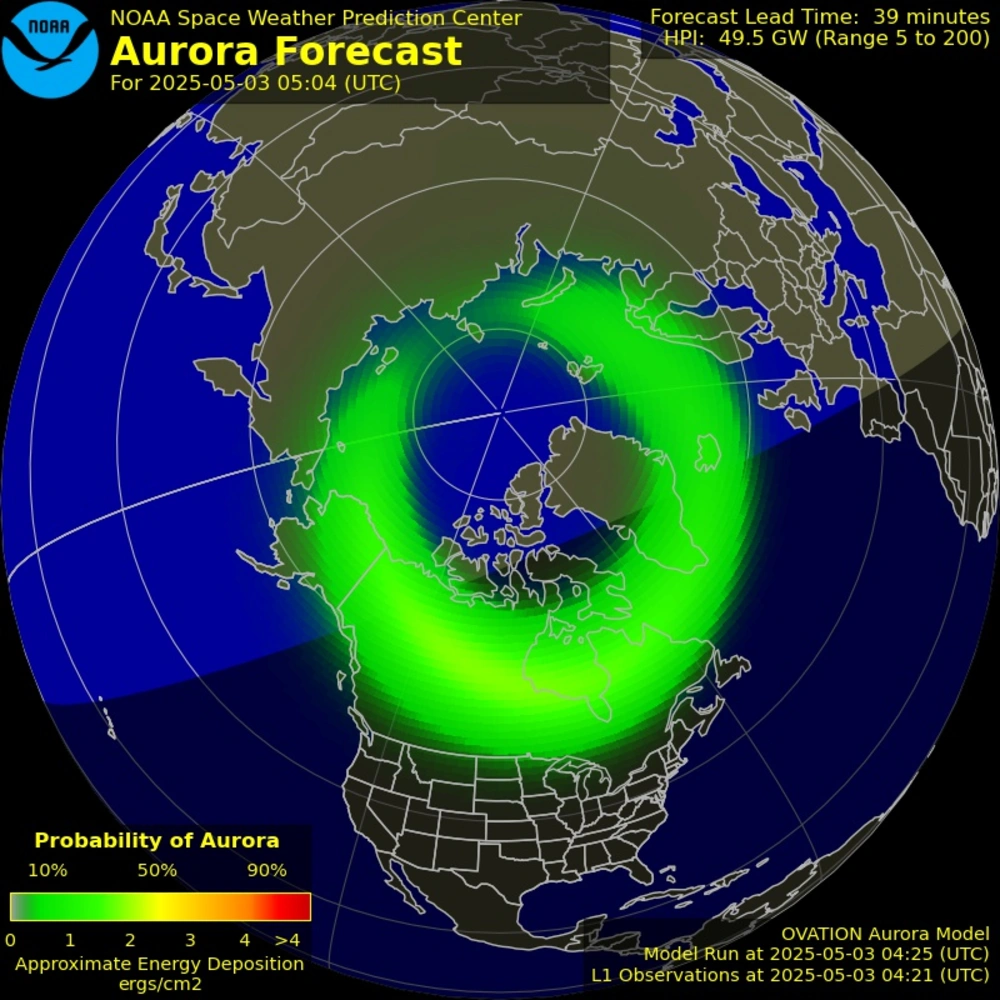 NOAA
NOAA Space Weather Prediction Center
Aurora Forecast
For 2025-05-03 05:04 (UTC)
Forecast Lead Time: 39 minutes
HPI: 49.5 GW (Range 5 to 200)
Probability of Aurora
10% 50% 90%
0 1 2 3 4 >4
Approximate Energy Deposition
ergs/cm2
OVATION Aurora Model
Model Run at 2025-05-03 04:25 (UTC)
L1 Observations at 2025-05-03 04:21 (UTC)